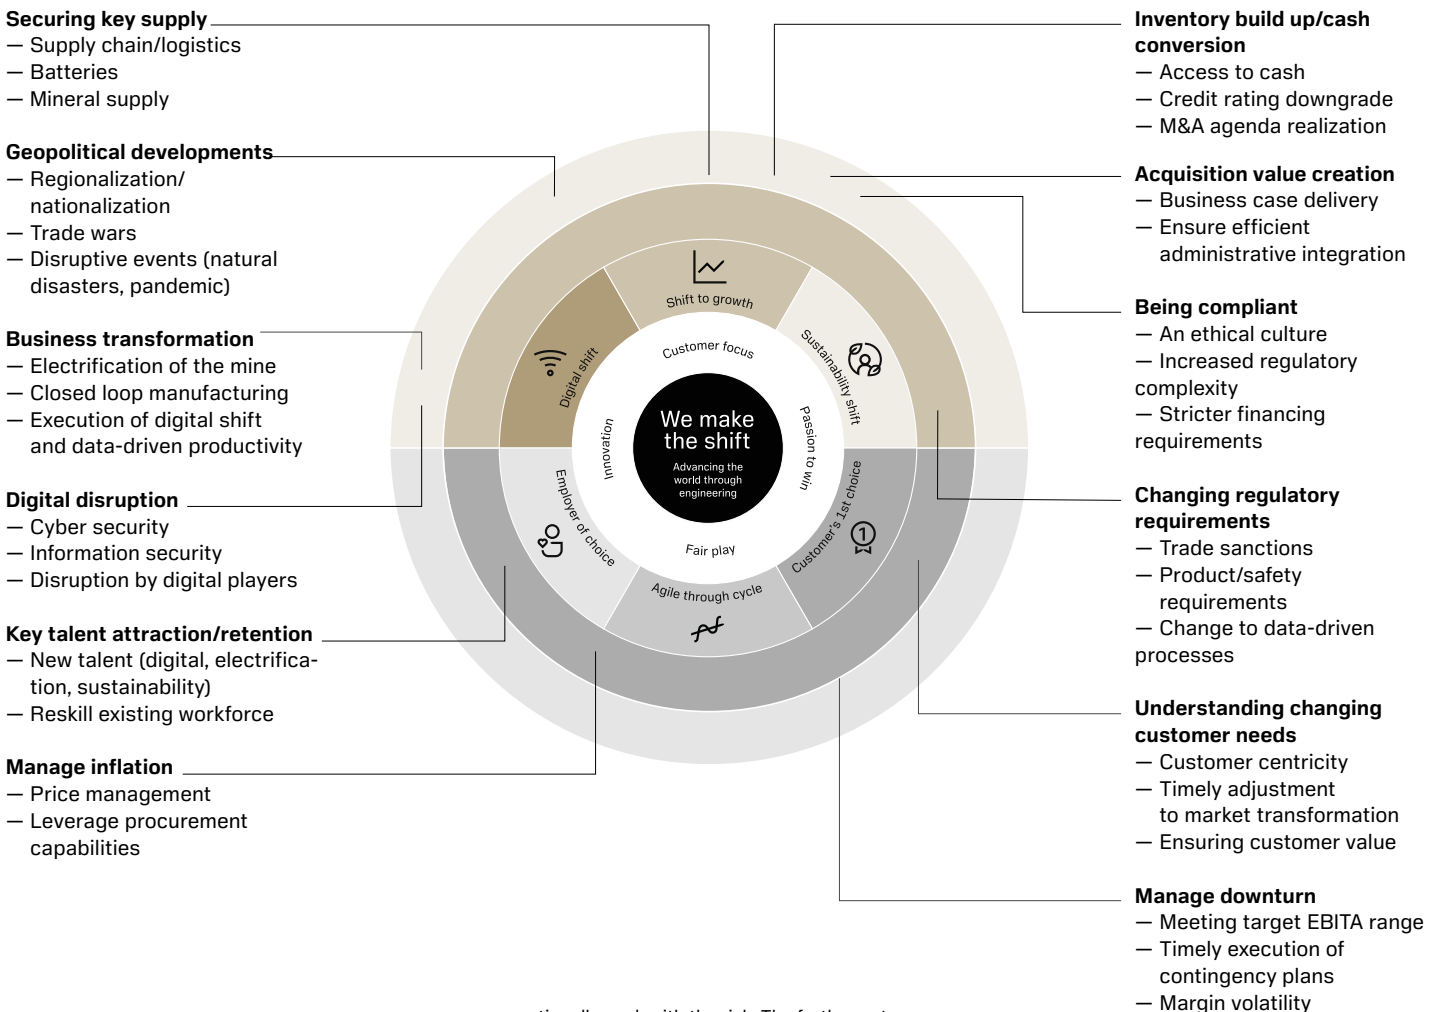 Securing key supply
— Supply chain/logistics
— Batteries
— Mineral supply
Geopolitical developments
— Regionalization/
nationalization
— Trade wars
— Disruptive events (natural
disasters, pandemic)
Business transformation
— Electrification of the mine
— Closed loop manufacturing
— Execution of digital shift
and data-driven productivity
Digital disruption
— Cyber security
— Information security
— Disruption by digital players
Key talent attraction/retention
— New talent (digital, electrifica-
tion, sustainability)
— Reskill existing workforce
Manage inflation
— Price management
— Leverage procurement
capabilities
Shift to growth
Sustainability shift
Customer's 1st choice
1
Agile through cycle
Employer of choice
Digital shift
Customer focus
Passion to win
Fair play
Innovation
We make
the shift
Advancing the
world through
engineering
Inventory build up/cash
conversion
— Access to cash
— Credit rating downgrade
— M&A agenda realization
Acquisition value creation
— Business case delivery
— Ensure efficient
administrative integration
Being compliant
— An ethical culture
— Increased regulatory
complexity
— Stricter financing
requirements
Changing regulatory
requirements
— Trade sanctions
— Product/safety
requirements
— Change to data-driven
processes
Understanding changing
customer needs
— Customer centricity
— Timely adjustment
to market transformation
— Ensuring customer value
Manage downturn
— Meeting target EBITA range
— Timely execution of
contingency plans
— Margin volatility